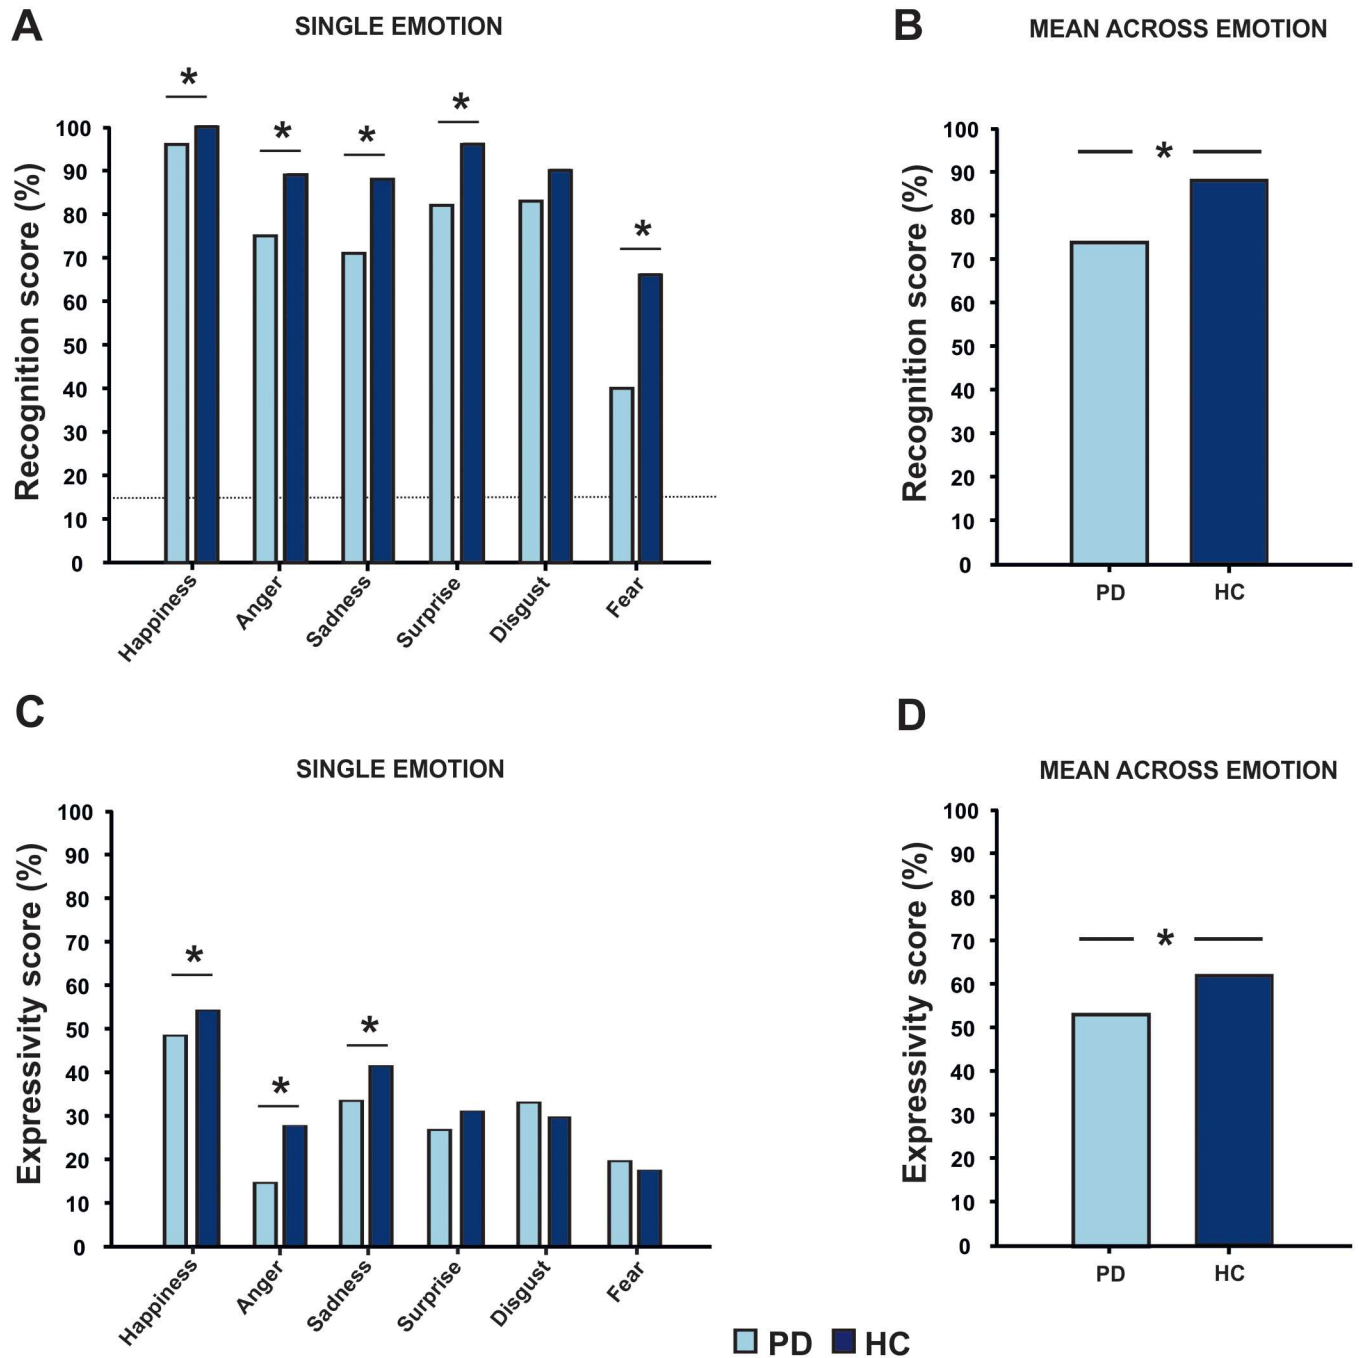 A
SINGLE EMOTION
Recognition score (%)
100
90
80
70
60
50
40
30
20
10
0
*
*
*
*
*
Happiness
Anger
Sadness
Surprise
Disgust
Fear
B
MEAN ACROSS EMOTION
Recognition score (%)
100
90
80
70
60
50
40
30
20
10
0
*
PD
HC
C
SINGLE EMOTION
Expressivity score (%)
100
90
80
70
60
50
40
30
20
10
0
*
*
*
Happiness
Anger
Sadness
Surprise
Disgust
Fear
D
MEAN ACROSS EMOTION
Expressivity score (%)
100
90
80
70
60
50
40
30
20
10
0
*
PD
HC
PD HC